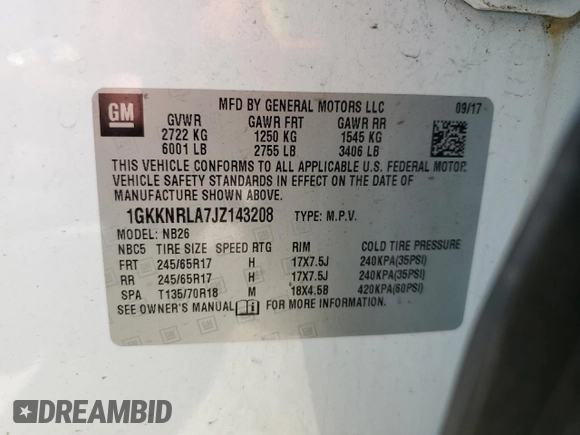 GM
MFD BY GENERAL MOTORS LLC 09/17
GVWR GAWR FRT GAWR RR
2722 KG 1250 KG 1545 KG
6001 LB 2755 LB 3406 LB
THIS VEHICLE CONFORMS TO ALL APPLICABLE U.S. FEDERAL MOTOR
VEHICLE SAFETY STANDARDS IN EFFECT ON THE DATE OF
MANUFACTURE SHOWN ABOVE.
1GKKNRLA7JZ143208 TYPE: M.P.V.
MODEL: NB26
NBC5 TIRE SIZE SPEED RTG RIM COLD TIRE PRESSURE
FRT 245/65R17 H 17X7.5J 240KPA(35PSI)
RR 245/65R17 H 17X7.5J 240KPA(35PSI)
SPA T135/70R18 M 18X4.5B 420KPA(60PSI)
SEE OWNER'S MANUAL FOR MORE INFORMATION.
DREAMBID